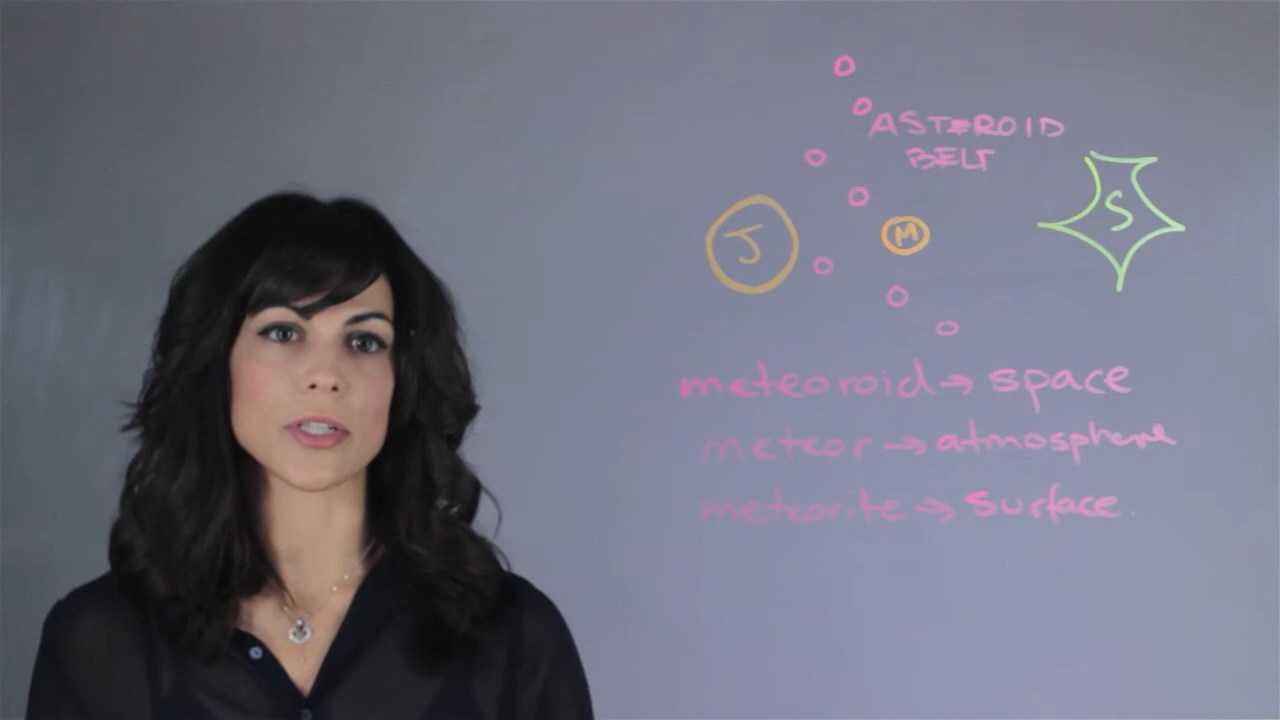 ASTEROID
BELT
J
M
S
meteoroid → space
meteor → atmosphere
meteorite → surface.